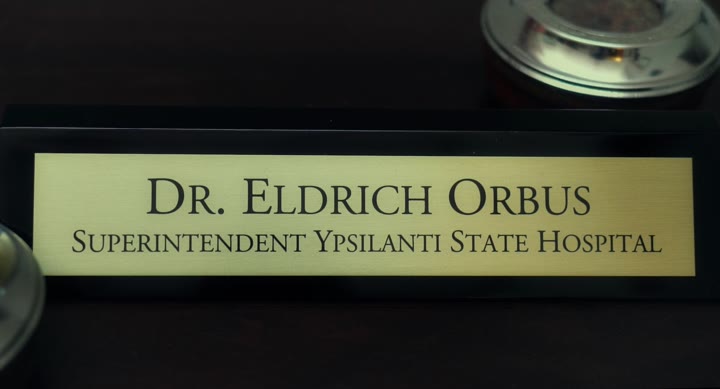 Dr. Eldrich Orbus
Superintendent Ypsilanti State Hospital